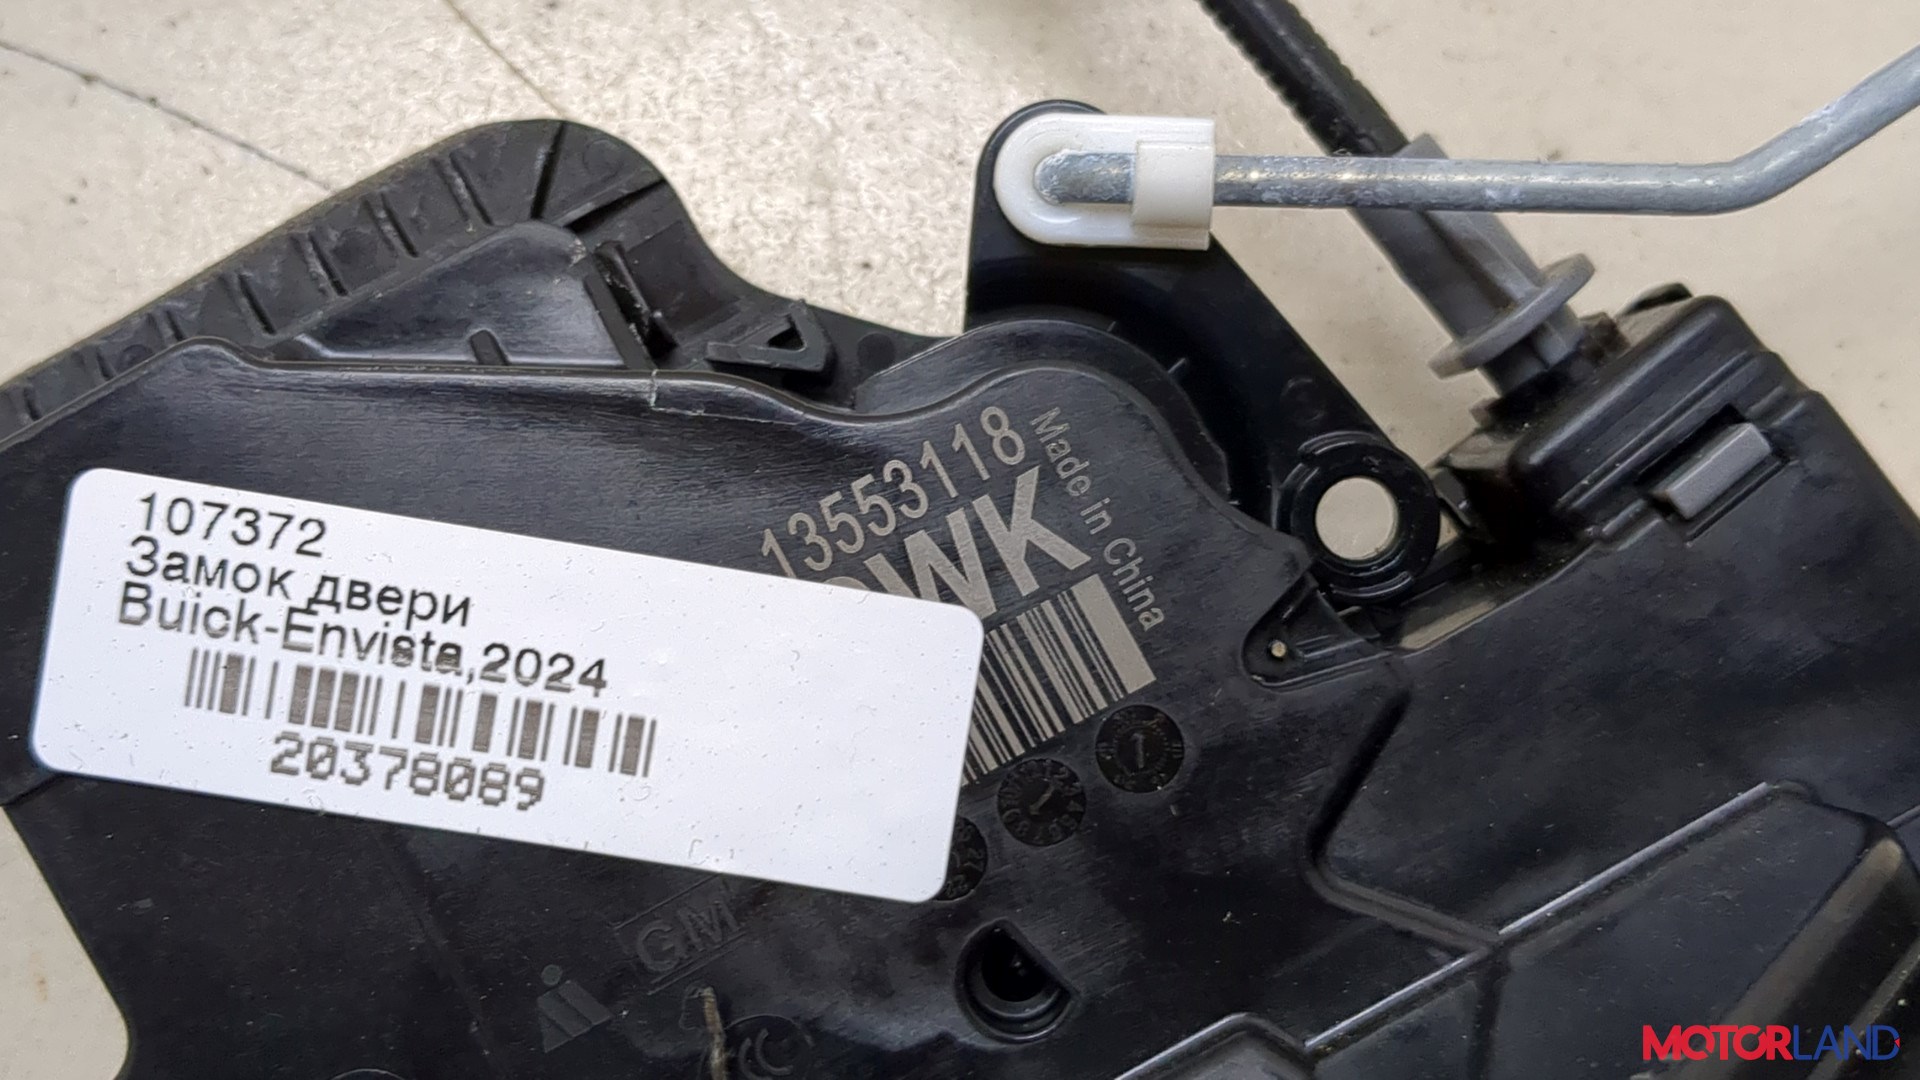 13553118
WK
Made in China
107372
Замок двери
Buick-Envista,2024
20378089
GM
MOTORLAND